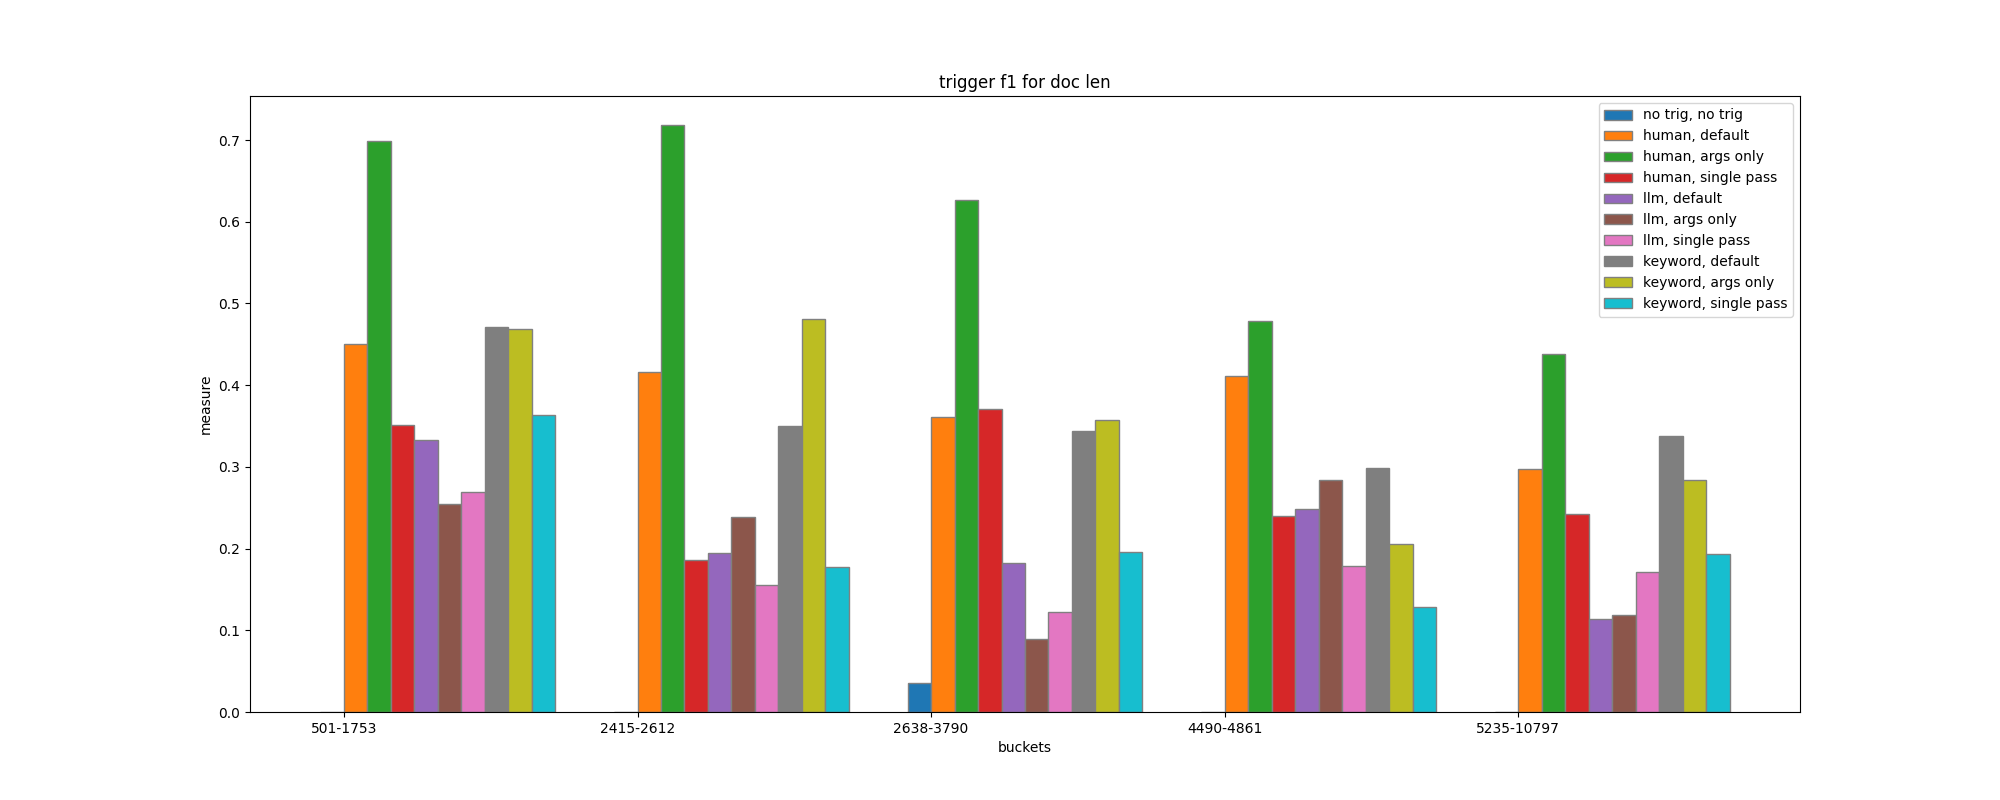 trigger f1 for doc len
0.7
0.6
0.5
0.4
0.3
0.2
0.1
0.0
measure
no trig, no trig
human, default
human, args only
human, single pass
llm, default
llm, args only
llm, single pass
keyword, default
keyword, args only
keyword, single pass
501-1753
2415-2612
2638-3790
4490-4861
5235-10797
buckets